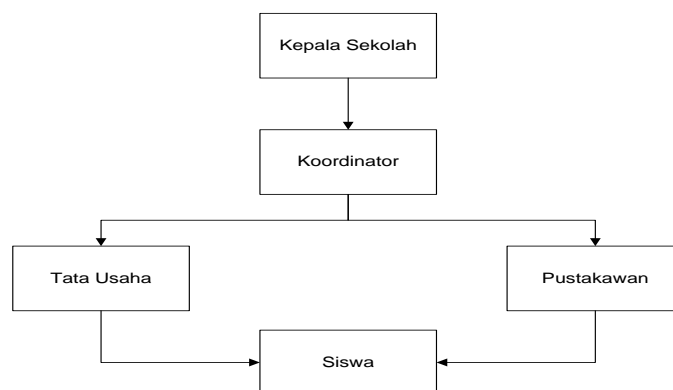 Kepala Sekolah
Koordinator
Tata Usaha
Pustakawan
Siswa